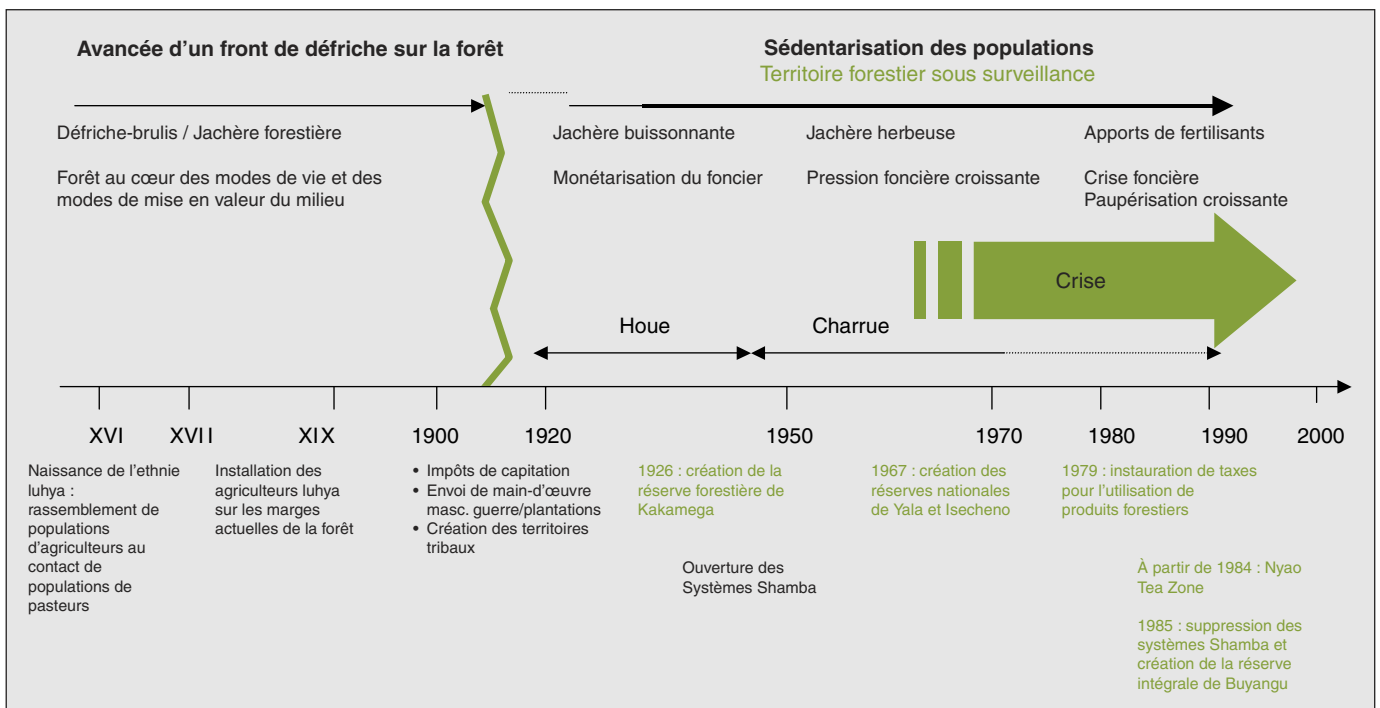 Avancée d’un front de défriche sur la forêt
Sédentarisation des populations
Territoire forestier sous surveillance
Défriche-brulis / Jachère forestière
Forêt au cœur des modes de vie et des
modes de mise en valeur du milieu
Jachère buissonnante
Monétarisation du foncier
Jachère herbeuse
Pression foncière croissante
Apports de fertilisants
Crise foncière
Paupérisation croissante
Crise
Houe
Charrue
XVI
XVII
XIX
1900
1920
1950
1970
1980
1990
2000
Naissance de l’ethnie
luhya :
rassemblement de
populations
d’agriculteurs au
contact de
populations de
pasteurs
Installation des
agriculteurs luhya
sur les marges
actuelles de la forêt
• Impôts de capitation
• Envoi de main-d’œuvre
masc. guerre/plantations
• Création des territoires
tribaux
1926 : création de la
réserve forestière de
Kakamega
Ouverture des
Systèmes Shamba
1967 : création des
réserves nationales
de Yala et Isecheno
1979 : instauration de taxes
pour l’utilisation de
produits forestiers
À partir de 1984 : Nyao
Tea Zone
1985 : suppression des
systèmes Shamba et
création de la réserve
intégrale de Buyangu